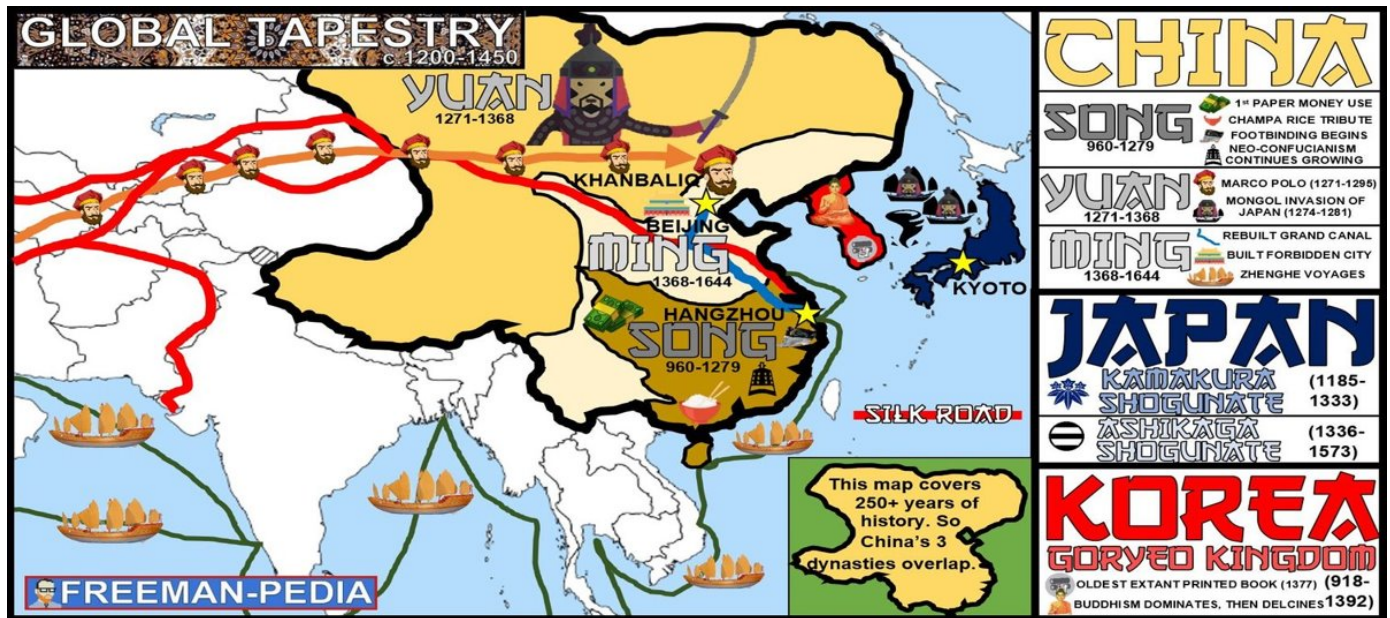 GLOBAL TAPESTRY
c.1200-1450
YUAN
1271-1368
KHANBALIQ
BEIJING
MING
1368-1644
HANGZHOU
SONG
960-1279
KYOTO
SILK ROAD
This map covers
250+ years of
history. So
China's 3
dynasties overlap.
FREEMAN-PEDIA
CHINA
SONG
960-1279
1st PAPER MONEY USE
CHAMPA RICE TRIBUTE
FOOTBINDING BEGINS
NEO-CONFUCIANISM
CONTINUES GROWING
YUAN
1271-1368
MARCO POLO (1271-1295)
MONGOL INVASION OF
JAPAN (1274-1281)
MING
1368-1644
REBUILT GRAND CANAL
BUILT FORBIDDEN CITY
ZHENGHE VOYAGES
JAPAN
KAMAKURA
SHOGUNATE
(1185-
1333)
ASHIKAGA
SHOGUNATE
(1336-
1573)
KOREA
GORYEO KINGDOM
OLDEST EXTANT PRINTED BOOK (1377)
BUDDHISM DOMINATES, THEN DELCINES
(918-
1392)